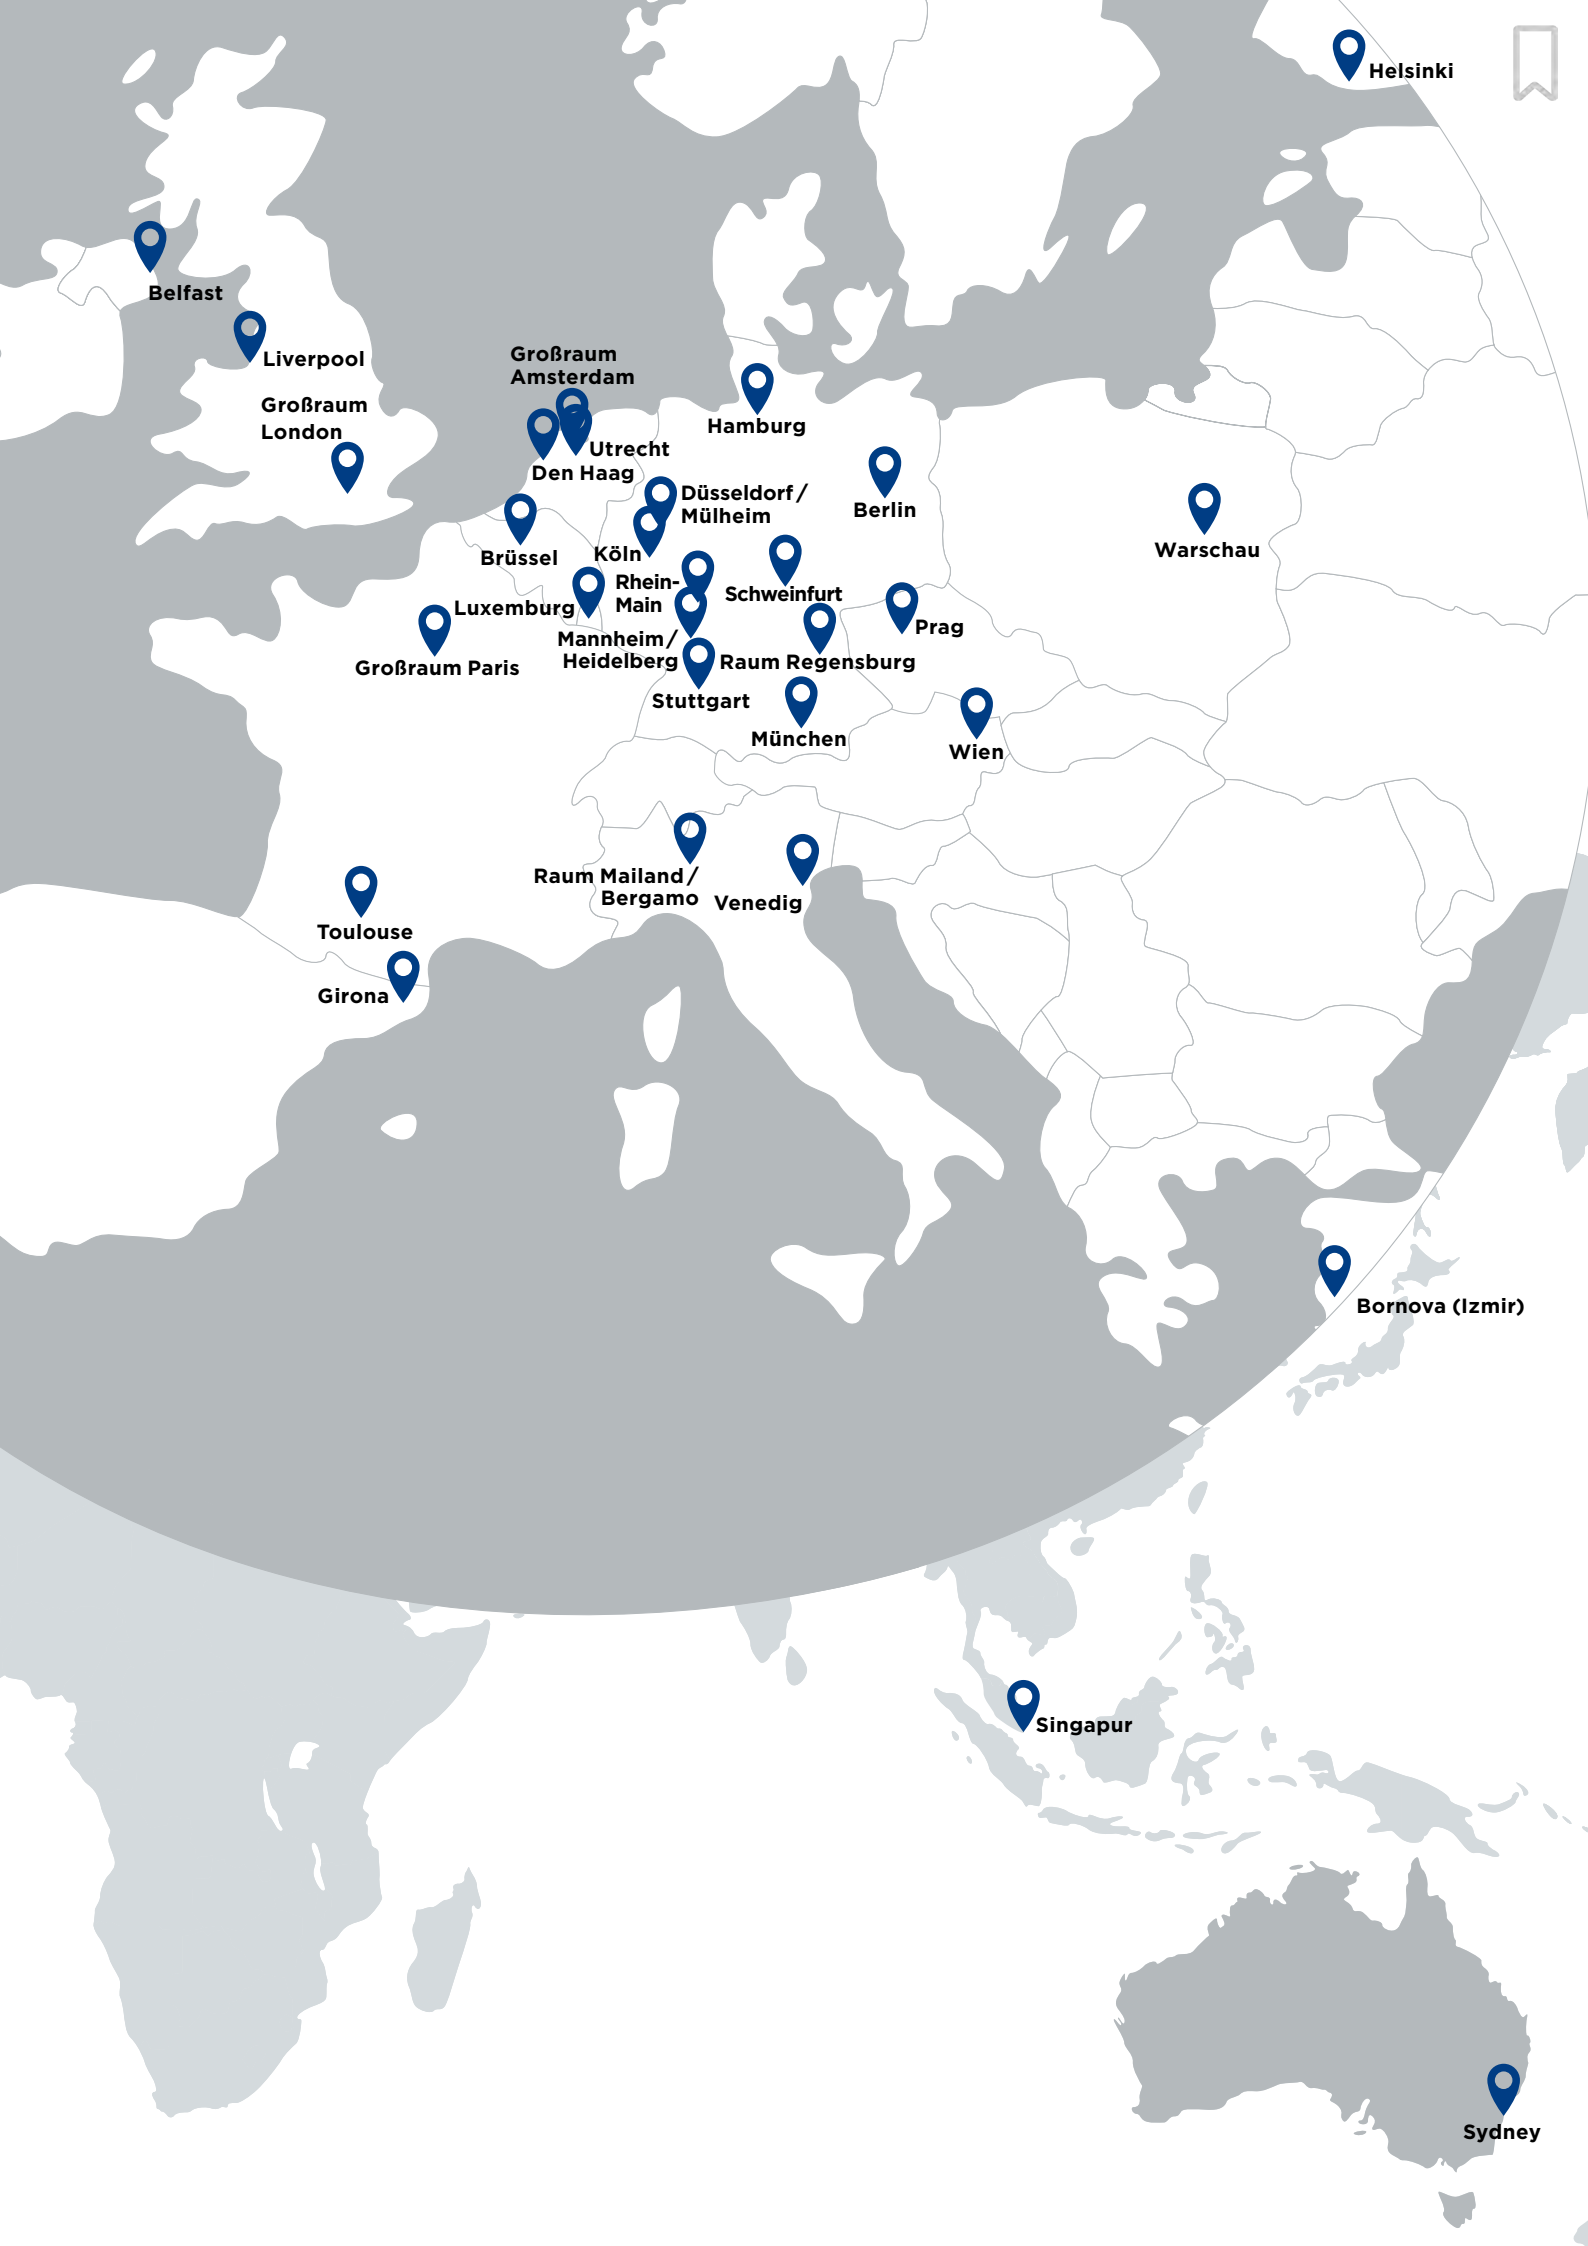 Helsinki
Belfast
Liverpool
Großraum
London
Großraum
Amsterdam
Utrecht
Den Haag
Hamburg
Berlin
Düsseldorf /
Mülheim
Warschau
Brüssel
Köln
Rhein-
Main
Schweinfurt
Luxemburg
Prag
Mannheim /
Heidelberg
Großraum Paris
Raum Regensburg
Stuttgart
München
Wien
Raum Mailand /
Bergamo
Venedig
Toulouse
Girona
Bornova (Izmir)
Singapur
Sydney